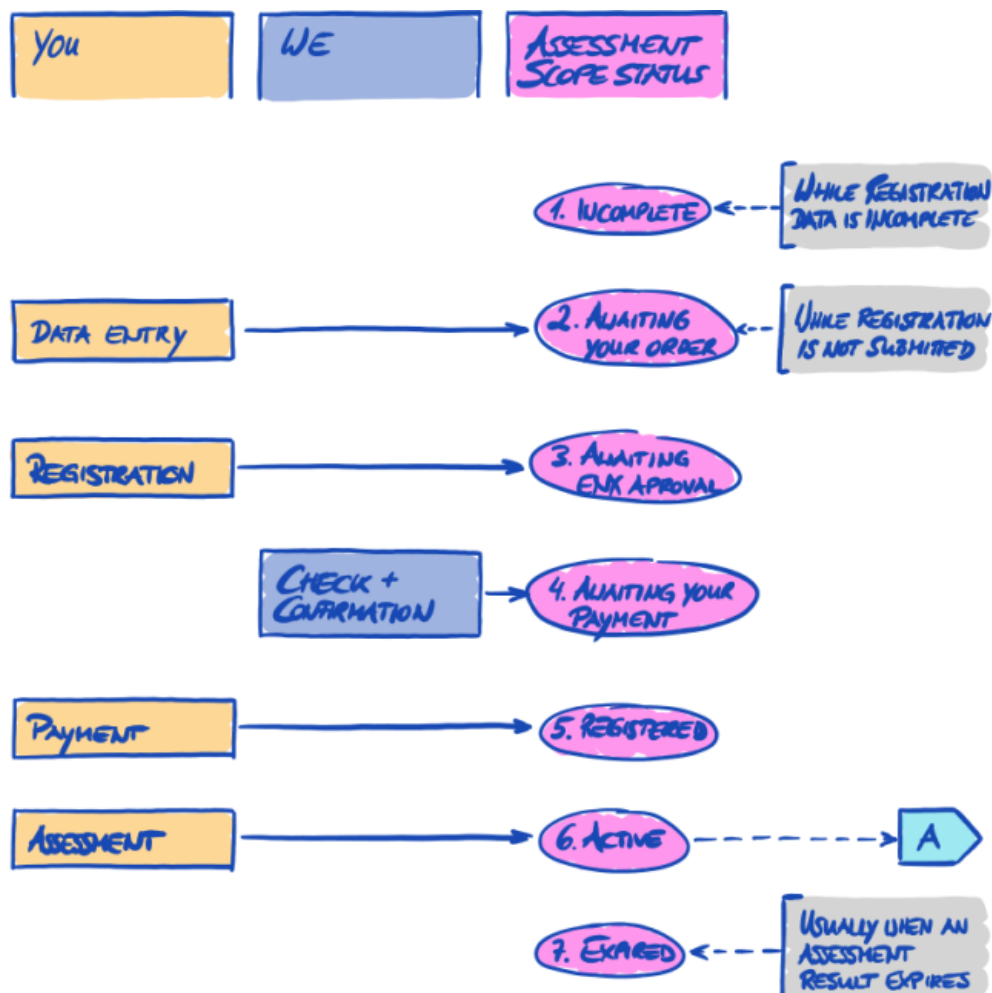 YOU
WE
ASSESSMENT
SCOPE STATUS
1. INCOMPLETE
WHILE REGISTRATION
DATA IS INCOMPLETE
DATA ENTRY
2. AWAITING
YOUR ORDER
WHILE REGISTRATION
IS NOT SUBMITTED
REGISTRATION
3. AWAITING
ENX APROVAL
CHECK +
CONFIRMATION
4. AWAITING YOUR
PAYMENT
PAYMENT
5. REGISTERED
ASSESSMENT
6. ACTIVE
A
7. EXPIRED
USUALLY WHEN AN
ASSESSMENT
RESULT EXPIRES